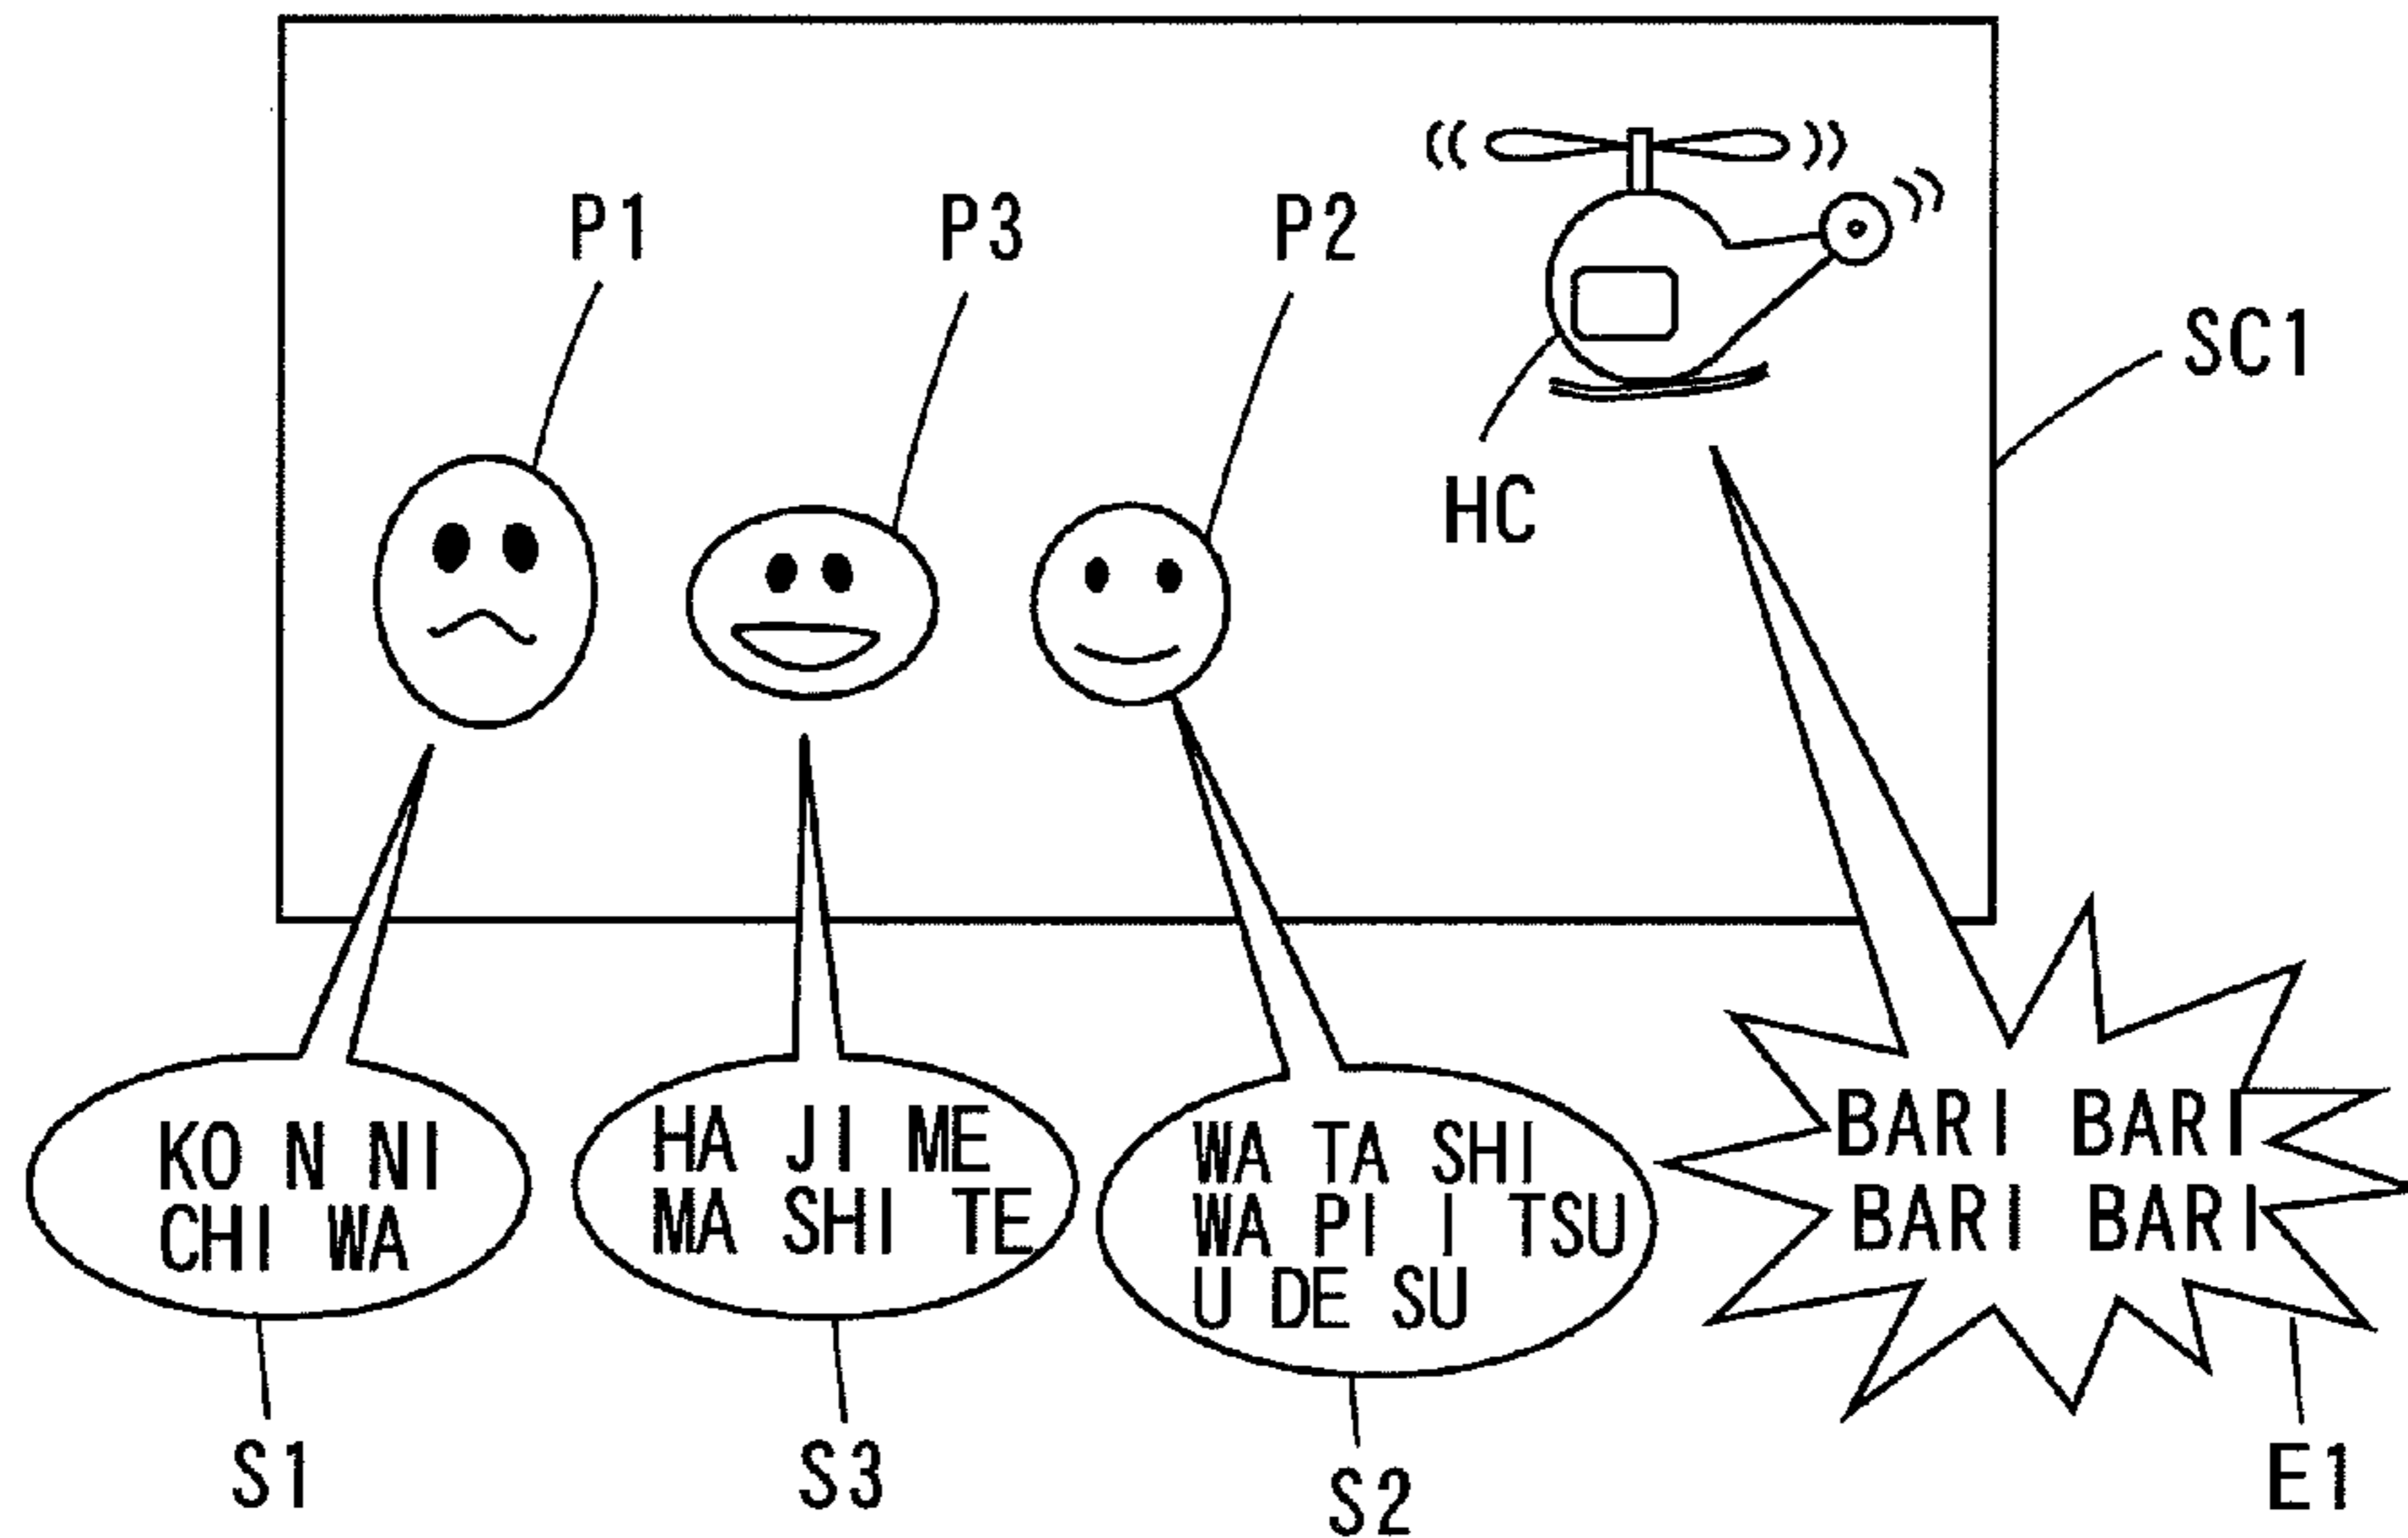 P1
P3
P2
SC1
HC
KO N NI
CHI WA
HA JI ME
MA SHI TE
WA TA SHI
WA PI I TSU
U DE SU
BARI BARI
BARI BARI
S1
S3
S2
E1